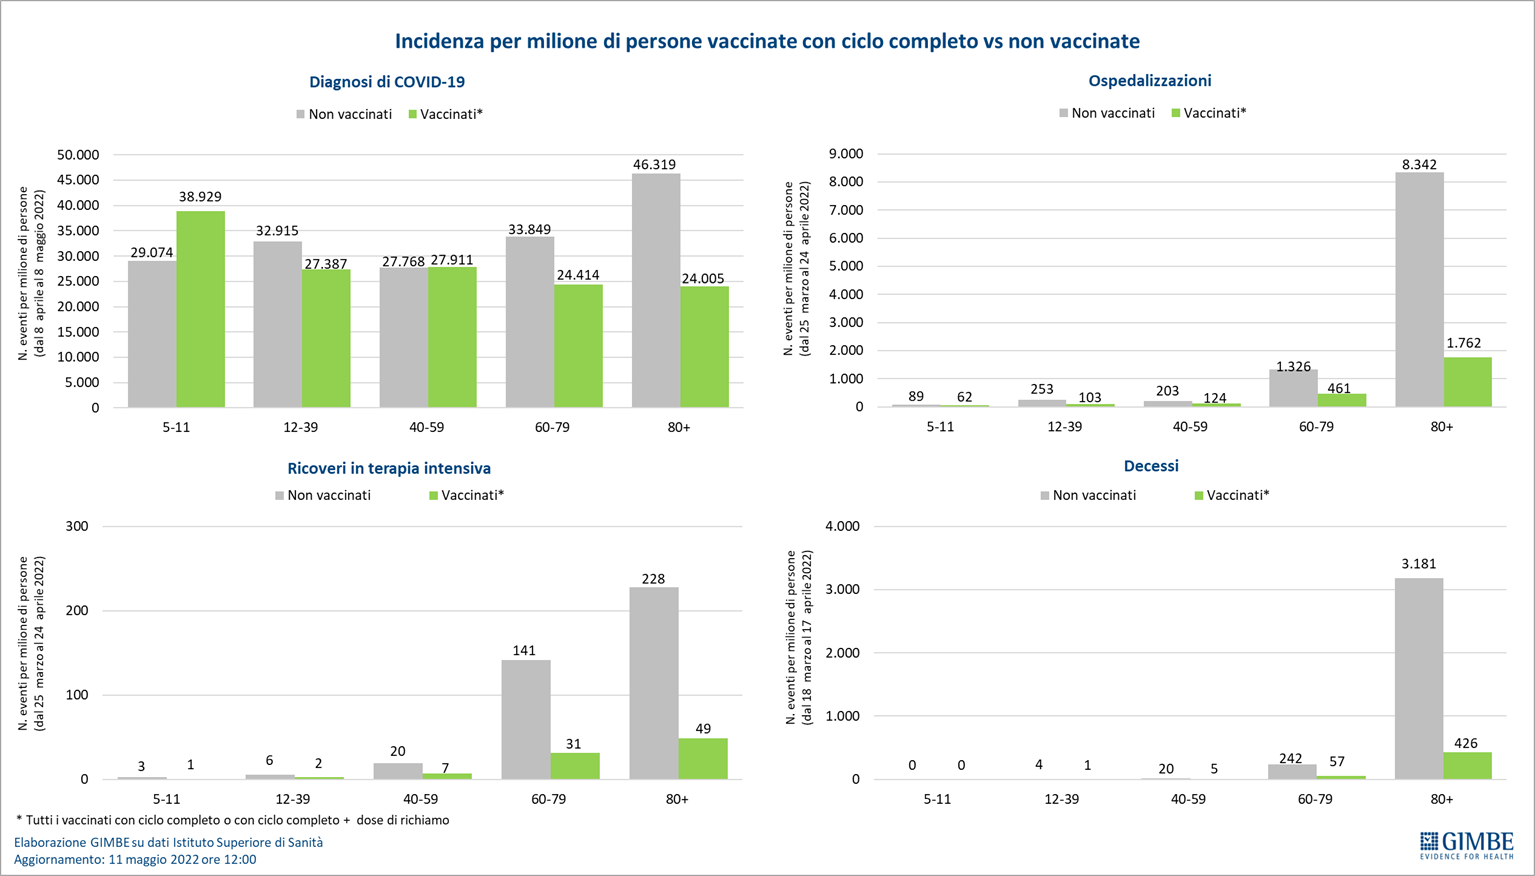 Incidenza per milione di persone vaccinate con ciclo completo vs non vaccinate
Diagnosi di COVID-19
Non vaccinati Vaccinati*
N. eventi per milione di persone
(dal 8 aprile al 8 maggio 2022)
50.000
45.000
40.000
35.000
30.000
25.000
20.000
15.000
10.000
5.000
0
29.074 38.929
32.915 27.387
27.768 27.911
33.849 24.414
46.319 24.005
5-11 12-39 40-59 60-79 80+
Ospedalizzazioni
Non vaccinati Vaccinati*
N. eventi per milione di persone
(dal 25 marzo al 24 aprile 2022)
9.000
8.000
7.000
6.000
5.000
4.000
3.000
2.000
1.000
0
89 62
253 103
203 124
1.326 461
8.342 1.762
5-11 12-39 40-59 60-79 80+
Ricoveri in terapia intensiva
Non vaccinati Vaccinati*
N. eventi per milione di persone
(dal 25 marzo al 24 aprile 2022)
300
200
100
0
3 1
6 2
20 7
141 31
228 49
5-11 12-39 40-59 60-79 80+
Decessi
Non vaccinati Vaccinati*
N. eventi per milione di persone
(dal 18 marzo al 17 aprile 2022)
4.000
3.000
2.000
1.000
0
0 0
4 1
20 5
242 57
3.181 426
5-11 12-39 40-59 60-79 80+
* Tutti i vaccinati con ciclo completo o con ciclo completo + dose di richiamo
Elaborazione GIMBE su dati Istituto Superiore di Sanità
Aggiornamento: 11 maggio 2022 ore 12:00
GIMBE
EVIDENCE FOR HEALTH